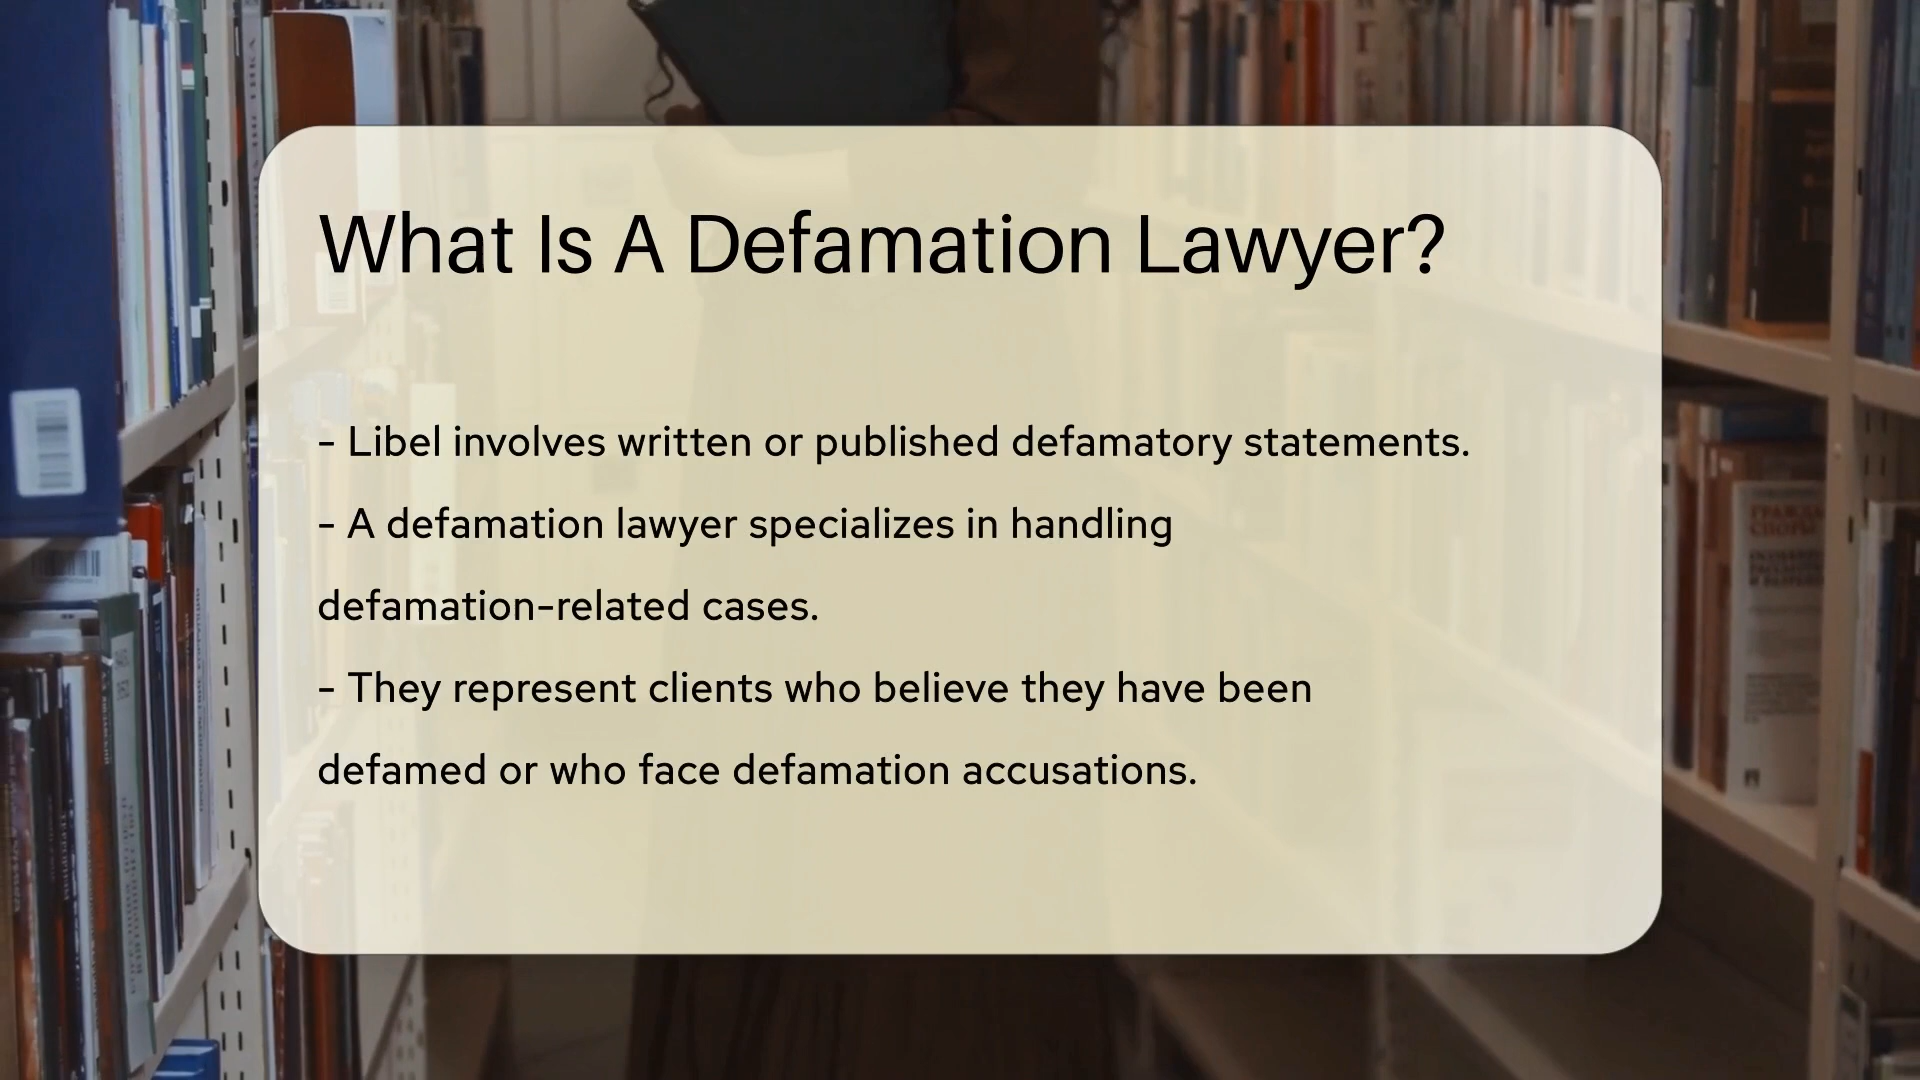 What Is A Defamation Lawyer?
- Libel involves written or published defamatory statements.
- A defamation lawyer specializes in handling
defamation-related cases.
- They represent clients who believe they have been
defamed or who face defamation accusations.